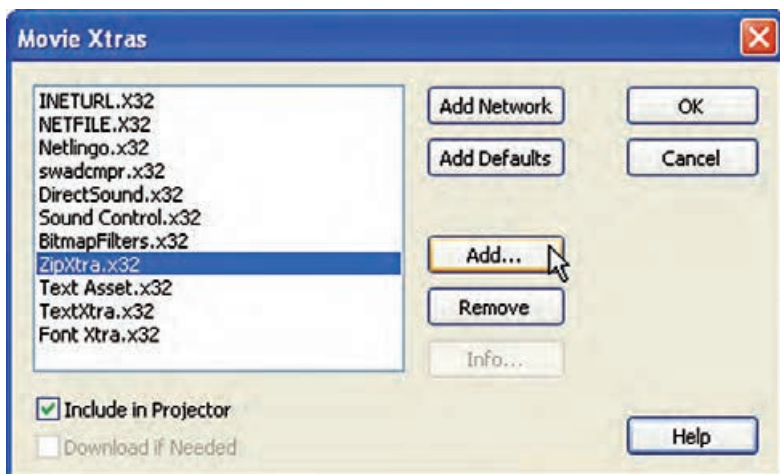 Movie Xtras
INETURL.X32
NETFILE.X32
Netlingo.x32
swadcmpr.x32
DirectSound.x32
Sound Control.x32
BitmapFilters.x32
ZipXtra.x32
Text Asset.x32
TextXtra.x32
Font Xtra.x32
Add Network
OK
Add Defaults
Cancel
Add...
Remove
Info...
Include in Projector
Download if Needed
Help